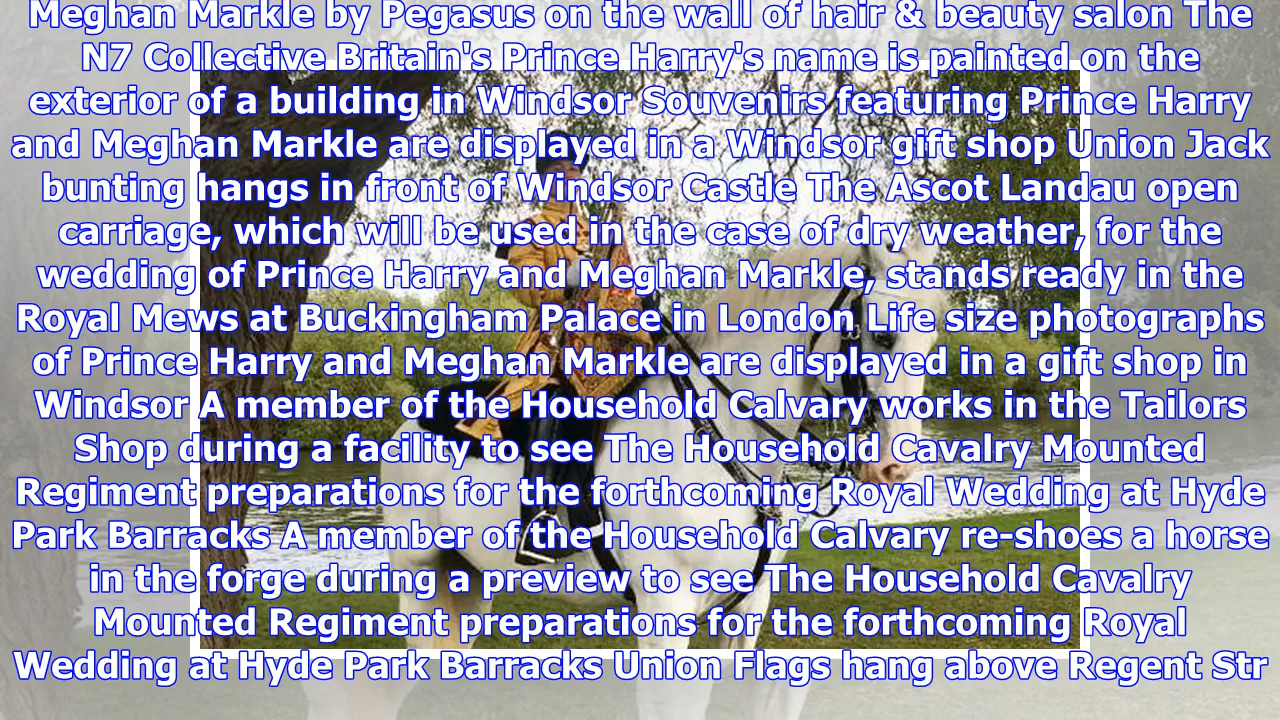 Meghan Markle by Pegasus on the wall of hair & beauty salon The
N7 Collective Britain's Prince Harry's name is painted on the
exterior of a building in Windsor Souvenirs featuring Prince Harry
and Meghan Markle are displayed in a Windsor gift shop Union Jack
bunting hangs in front of Windsor Castle The Ascot Landau open
carriage, which will be used in the case of dry weather, for the
wedding of Prince Harry and Meghan Markle, stands ready in the
Royal Mews at Buckingham Palace in London Life size photographs
of Prince Harry and Meghan Markle are displayed in a gift shop in
Windsor A member of the Household Calvary works in the Tailors
Shop during a facility to see The Household Cavalry Mounted
Regiment preparations for the forthcoming Royal Wedding at Hyde
Park Barracks A member of the Household Calvary re-shoes a horse
in the forge during a preview to see The Household Cavalry
Mounted Regiment preparations for the forthcoming Royal
Wedding at Hyde Park Barracks Union Flags hang above Regent Str